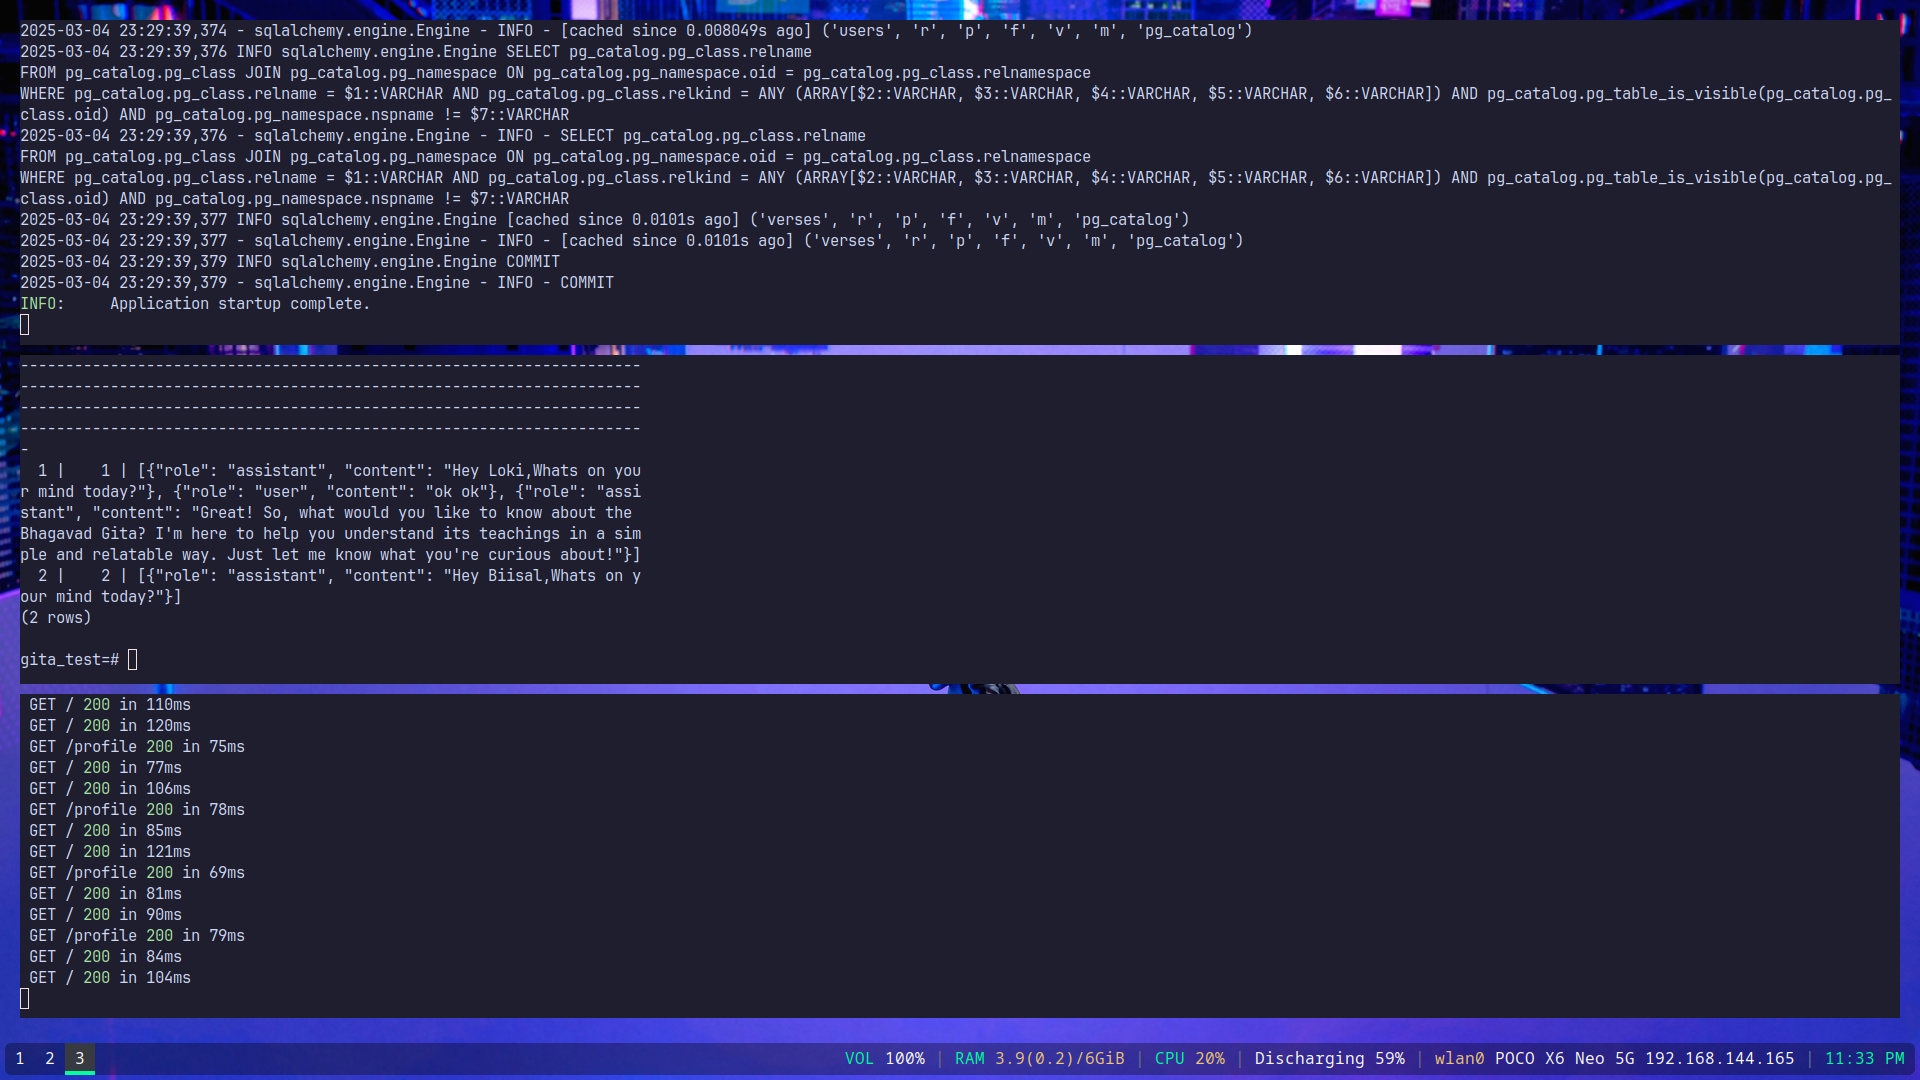 2025-03-04 23:29:39,374 - sqlalchemy.engine.Engine - INFO - [cached since 0.008049s ago] ('users', 'r', 'p', 'f', 'v', 'm', 'pg_catalog')
2025-03-04 23:29:39,376 INFO sqlalchemy.engine.Engine SELECT pg_catalog.pg_class.relname
FROM pg_catalog.pg_class JOIN pg_catalog.pg_namespace ON pg_catalog.pg_namespace.oid = pg_catalog.pg_class.relnamespace
WHERE pg_catalog.pg_class.relname = $1::VARCHAR AND pg_catalog.pg_class.relkind = ANY (ARRAY[$2::VARCHAR, $3::VARCHAR, $4::VARCHAR, $5::VARCHAR, $6::VARCHAR]) AND pg_catalog.pg_table_is_visible(pg_catalog.pg_
class.oid) AND pg_catalog.pg_namespace.nspname != $7::VARCHAR
2025-03-04 23:29:39,376 - sqlalchemy.engine.Engine - INFO - SELECT pg_catalog.pg_class.relname
FROM pg_catalog.pg_class JOIN pg_catalog.pg_namespace ON pg_catalog.pg_namespace.oid = pg_catalog.pg_class.relnamespace
WHERE pg_catalog.pg_class.relname = $1::VARCHAR AND pg_catalog.pg_class.relkind = ANY (ARRAY[$2::VARCHAR, $3::VARCHAR, $4::VARCHAR, $5::VARCHAR, $6::VARCHAR]) AND pg_catalog.pg_table_is_visible(pg_catalog.pg_
class.oid) AND pg_catalog.pg_namespace.nspname != $7::VARCHAR
2025-03-04 23:29:39,377 INFO sqlalchemy.engine.Engine [cached since 0.0101s ago] ('verses', 'r', 'p', 'f', 'v', 'm', 'pg_catalog')
2025-03-04 23:29:39,377 - sqlalchemy.engine.Engine - INFO - [cached since 0.0101s ago] ('verses', 'r', 'p', 'f', 'v', 'm', 'pg_catalog')
2025-03-04 23:29:39,379 INFO sqlalchemy.engine.Engine COMMIT
2025-03-04 23:29:39,379 - sqlalchemy.engine.Engine - INFO - COMMIT
INFO:     Application startup complete.
---------------------------------------------------------------------
---------------------------------------------------------------------
---------------------------------------------------------------------
---------------------------------------------------------------------
-
  1 |    1 | [{"role": "assistant", "content": "Hey Loki,Whats on you
r mind today?"}, {"role": "user", "content": "ok ok"}, {"role": "assi
stant", "content": "Great! So, what would you like to know about the
Bhagavad Gita? I'm here to help you understand its teachings in a sim
ple and relatable way. Just let me know what you're curious about!"}]
  2 |    2 | [{"role": "assistant", "content": "Hey Biisal,Whats on y
our mind today?"}]
(2 rows)
gita_test=#
GET / 200 in 110ms
GET / 200 in 120ms
GET /profile 200 in 75ms
GET / 200 in 77ms
GET / 200 in 106ms
GET /profile 200 in 78ms
GET / 200 in 85ms
GET / 200 in 121ms
GET /profile 200 in 69ms
GET / 200 in 81ms
GET / 200 in 90ms
GET /profile 200 in 79ms
GET / 200 in 84ms
GET / 200 in 104ms
1 2 3 VOL 100% | RAM 3.9(0.2)/6GiB | CPU 20% | Discharging 59% | wlan0 POCO X6 Neo 5G 192.168.144.165 | 11:33 PM